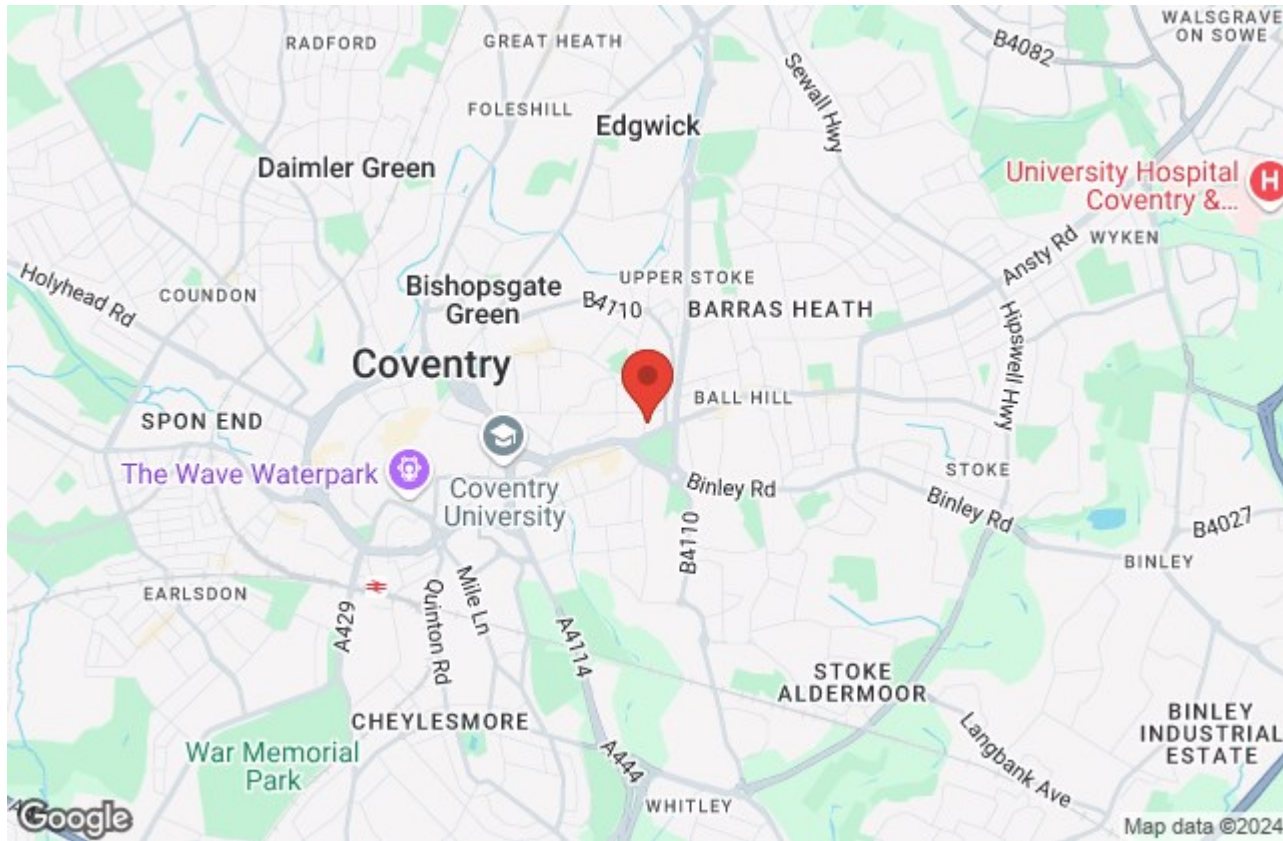 WALSGRAVE
ON SOWE
RADFORD
GREAT HEATH
B4082
Sewall Hwy
FOLESHILL
Edgwick
Daimler Green
University Hospital
Coventry &...
H
WYKEN
Ansty Rd
Holyhead Rd
COUNDON
Bishopsgate
Green
UPPER STOKE
B4110
BARRAS HEATH
Hipswell Hwy
Coventry
BALL HILL
SPON END
The Wave Waterpark
Coventry
University
Binley Rd
STOKE
Binley Rd
B4110
B4027
BINLEY
EARLSDON
A429
Quinton Rd
Mile Ln
A4114
STOKE
ALDERMOOR
CHEYLESMORE
Langbank Ave
BINLEY
INDUSTRIAL
ESTATE
War Memorial
Park
A444
WHITLEY
Google
Map data ©2024